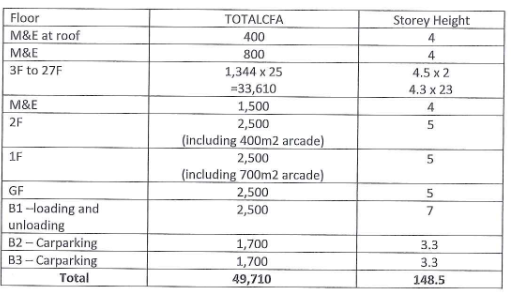 Floor TOTALCFA Storey Height
M&E at roof 400 4
M&E 800 4
3F to 27F 1,344 x 25 4.5 x 2
=33,610 4.3 x 23
M&E 1,500 4
2F 2,500 5
(including 400m2 arcade)
1F 2,500 5
(including 700m2 arcade)
GF 2,500 5
B1 –loading and 2,500 7
unloading
B2 – Carparking 1,700 3.3
B3 – Carparking 1,700 3.3
Total 49,710 148.5